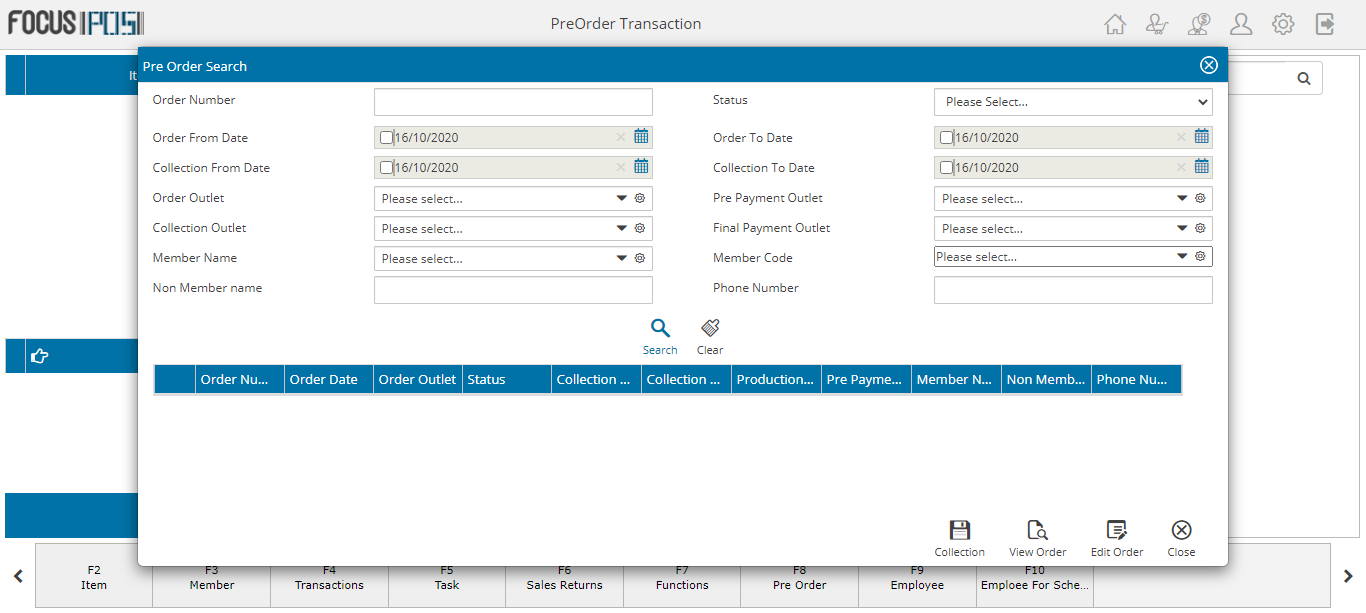 FOCUS POS
PreOrder Transaction
It
Pre Order Search
Order Number
Status
Please Select...
Order From Date
16/10/2020
Order To Date
16/10/2020
Collection From Date
16/10/2020
Collection To Date
16/10/2020
Order Outlet
Please select...
Pre Payment Outlet
Please select...
Collection Outlet
Please select...
Final Payment Outlet
Please select...
Member Name
Please select...
Member Code
Please select...
Non Member name
Phone Number
Search
Clear
Order Nu... Order Date Order Outlet Status Collection ... Collection ... Production... Pre Payme... Member N... Non Memb... Phone Nu...
Collection
View Order
Edit Order
Close
F2
Item
F3
Member
F4
Transactions
F5
Task
F6
Sales Returns
F7
Functions
F8
Pre Order
F9
Employee
F10
Emploee For Sche...